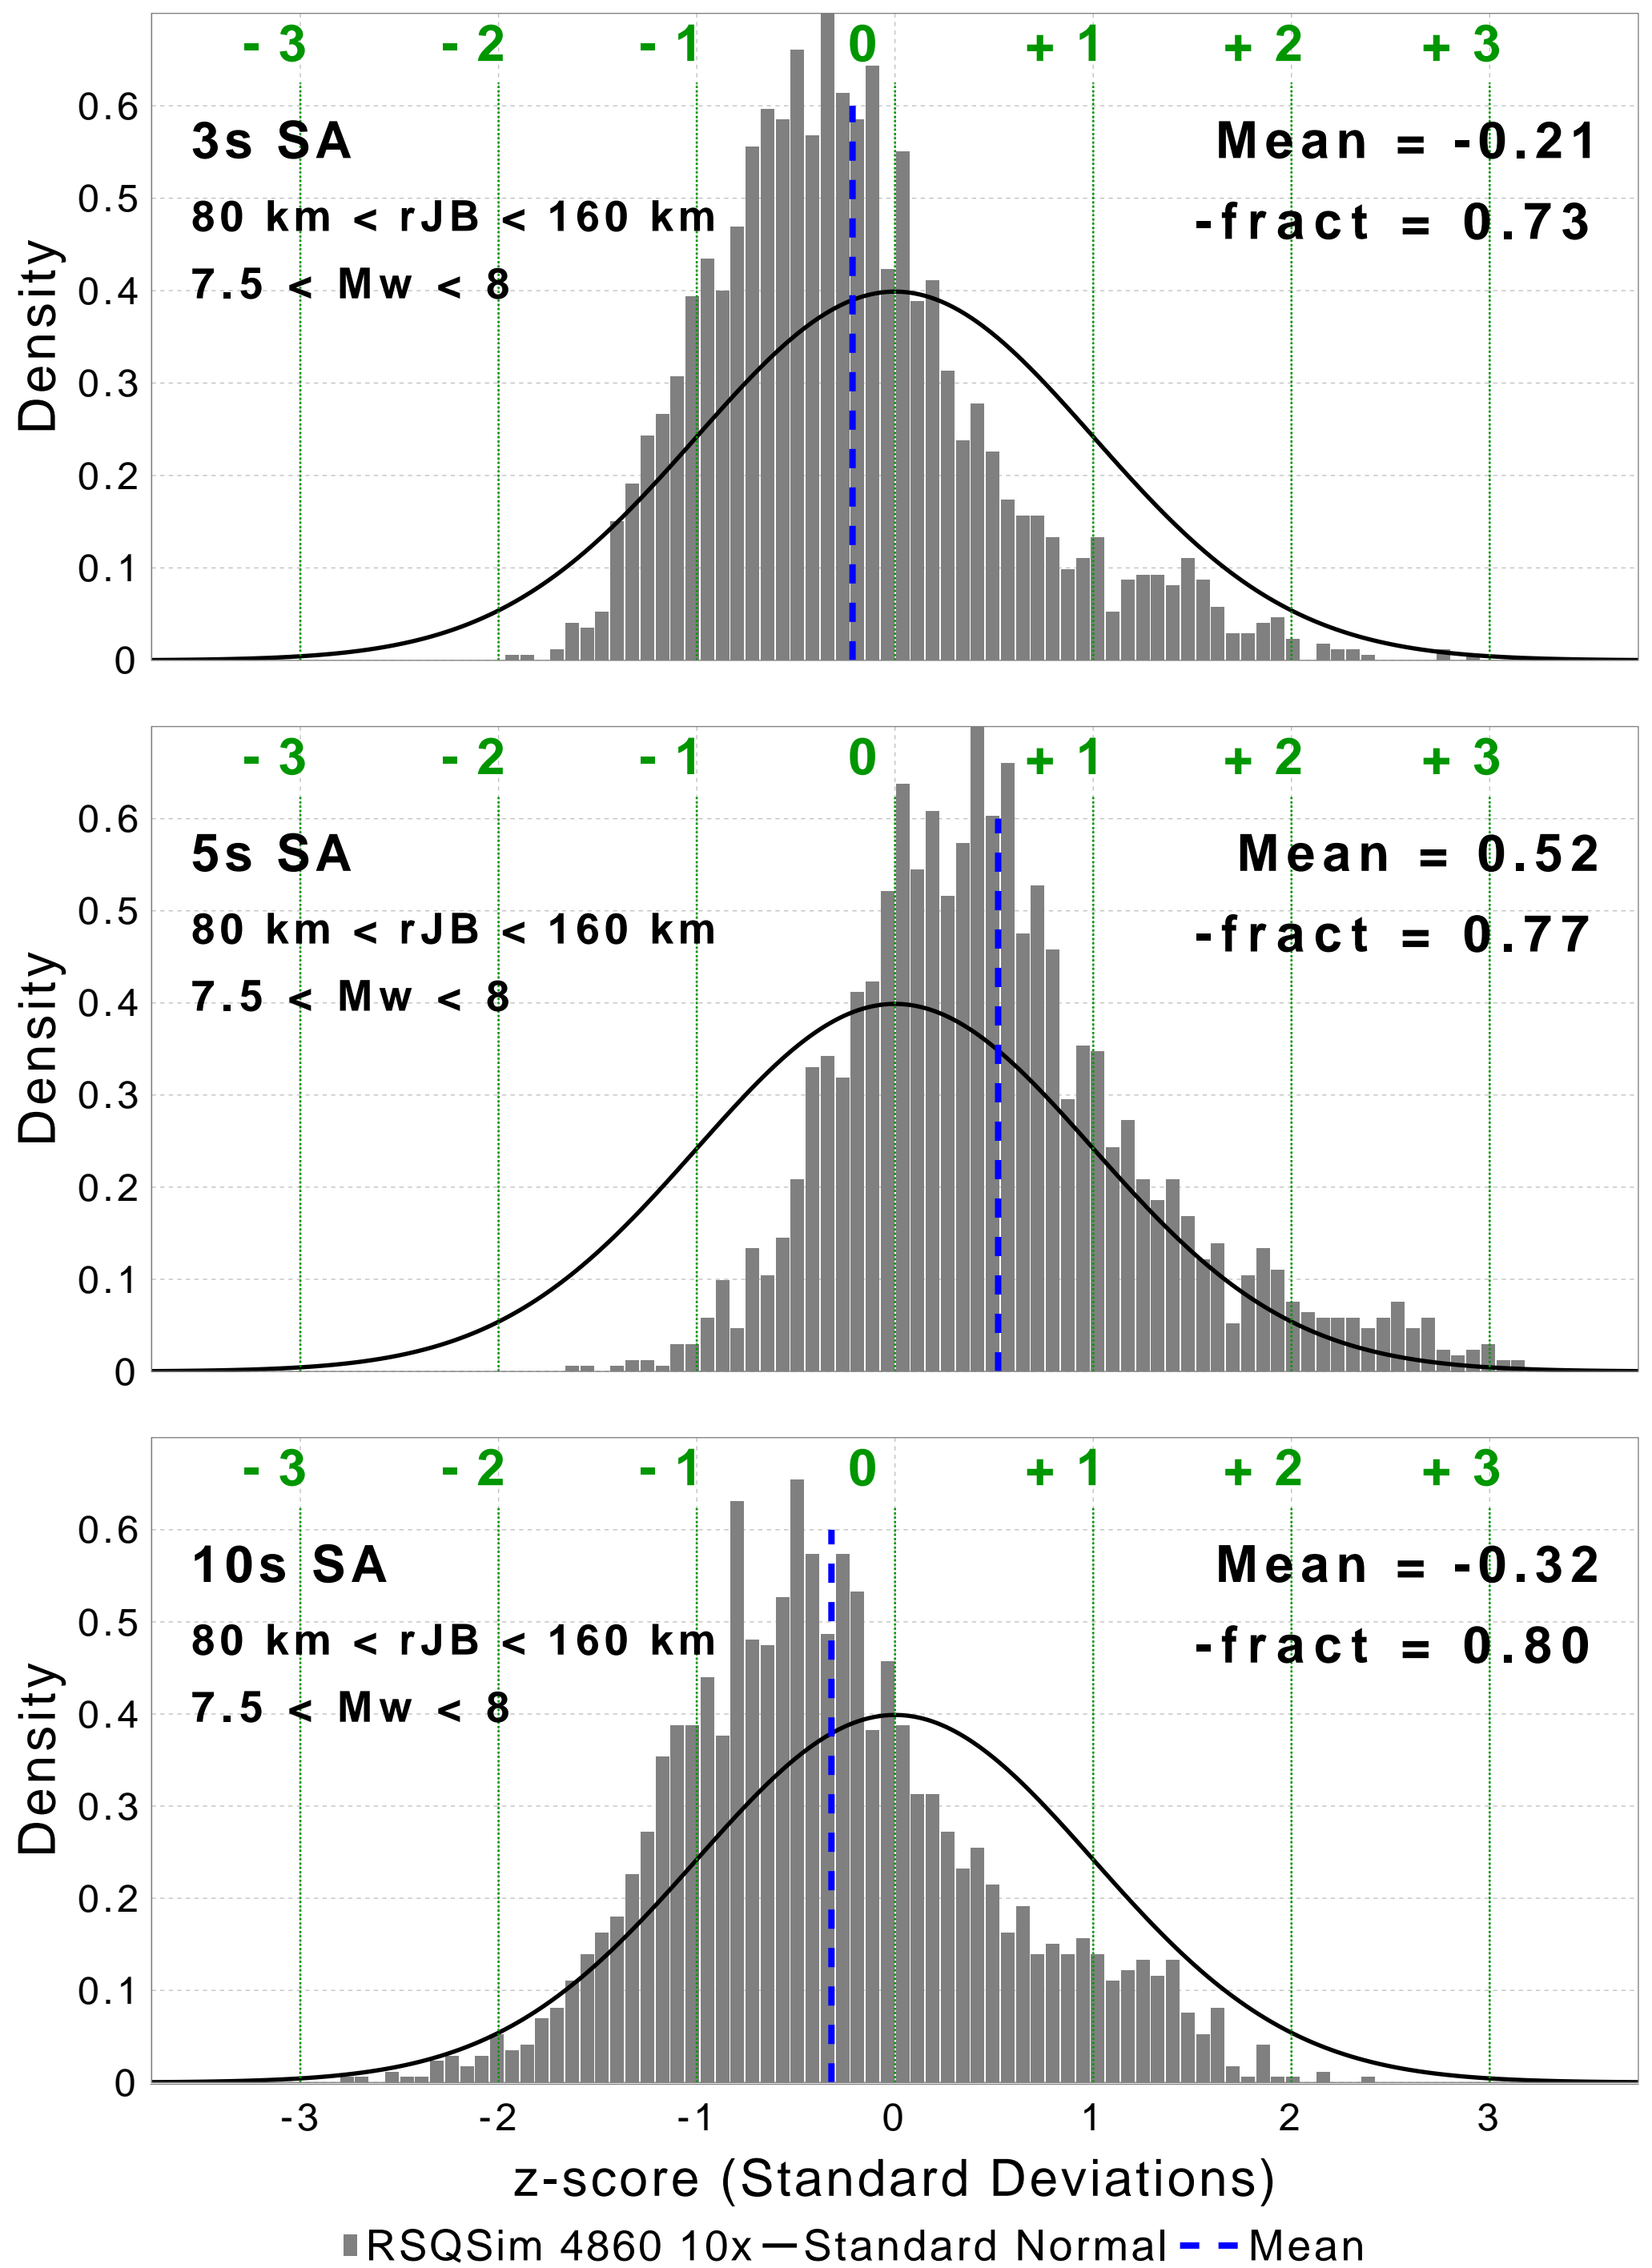 - 3 - 2 - 1 0 + 1 + 2 + 3
0.6
3s SA
Mean = -0.21
0.5
80 km < rJB < 160 km
-fract = 0.73
7.5 < Mw < 8
0.4
Density
0.3
0.2
0.1
0
- 3 - 2 - 1 0 + 1 + 2 + 3
0.6
5s SA
Mean = 0.52
0.5
80 km < rJB < 160 km
-fract = 0.77
7.5 < Mw < 8
0.4
Density
0.3
0.2
0.1
0
- 3 - 2 - 1 0 + 1 + 2 + 3
0.6
10s SA
Mean = -0.32
0.5
80 km < rJB < 160 km
-fract = 0.80
7.5 < Mw < 8
0.4
Density
0.3
0.2
0.1
0
-3 -2 -1 0 1 2 3
z-score (Standard Deviations)
RSQSim 4860 10x Standard Normal Mean